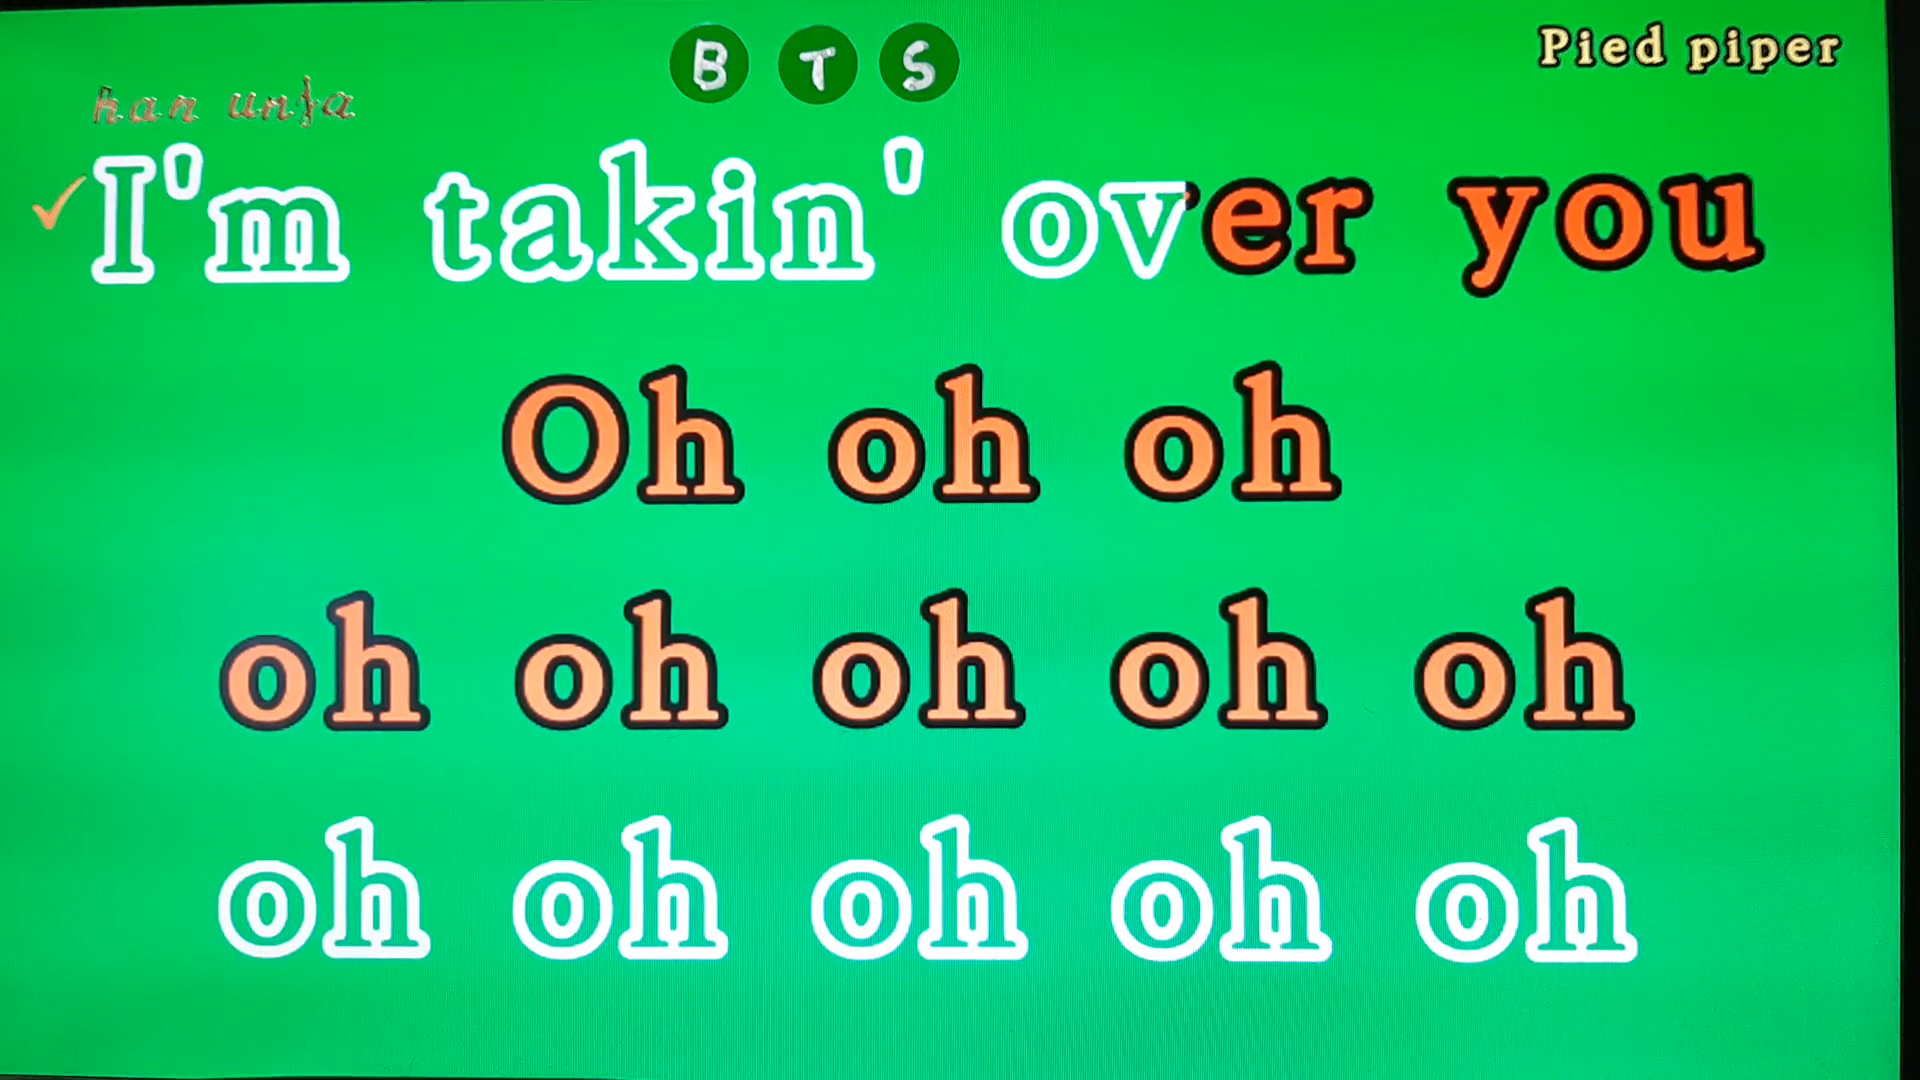 B T S
Pied piper
han unja
I'm takin' over you
Oh oh oh
oh oh oh oh oh
oh oh oh oh oh